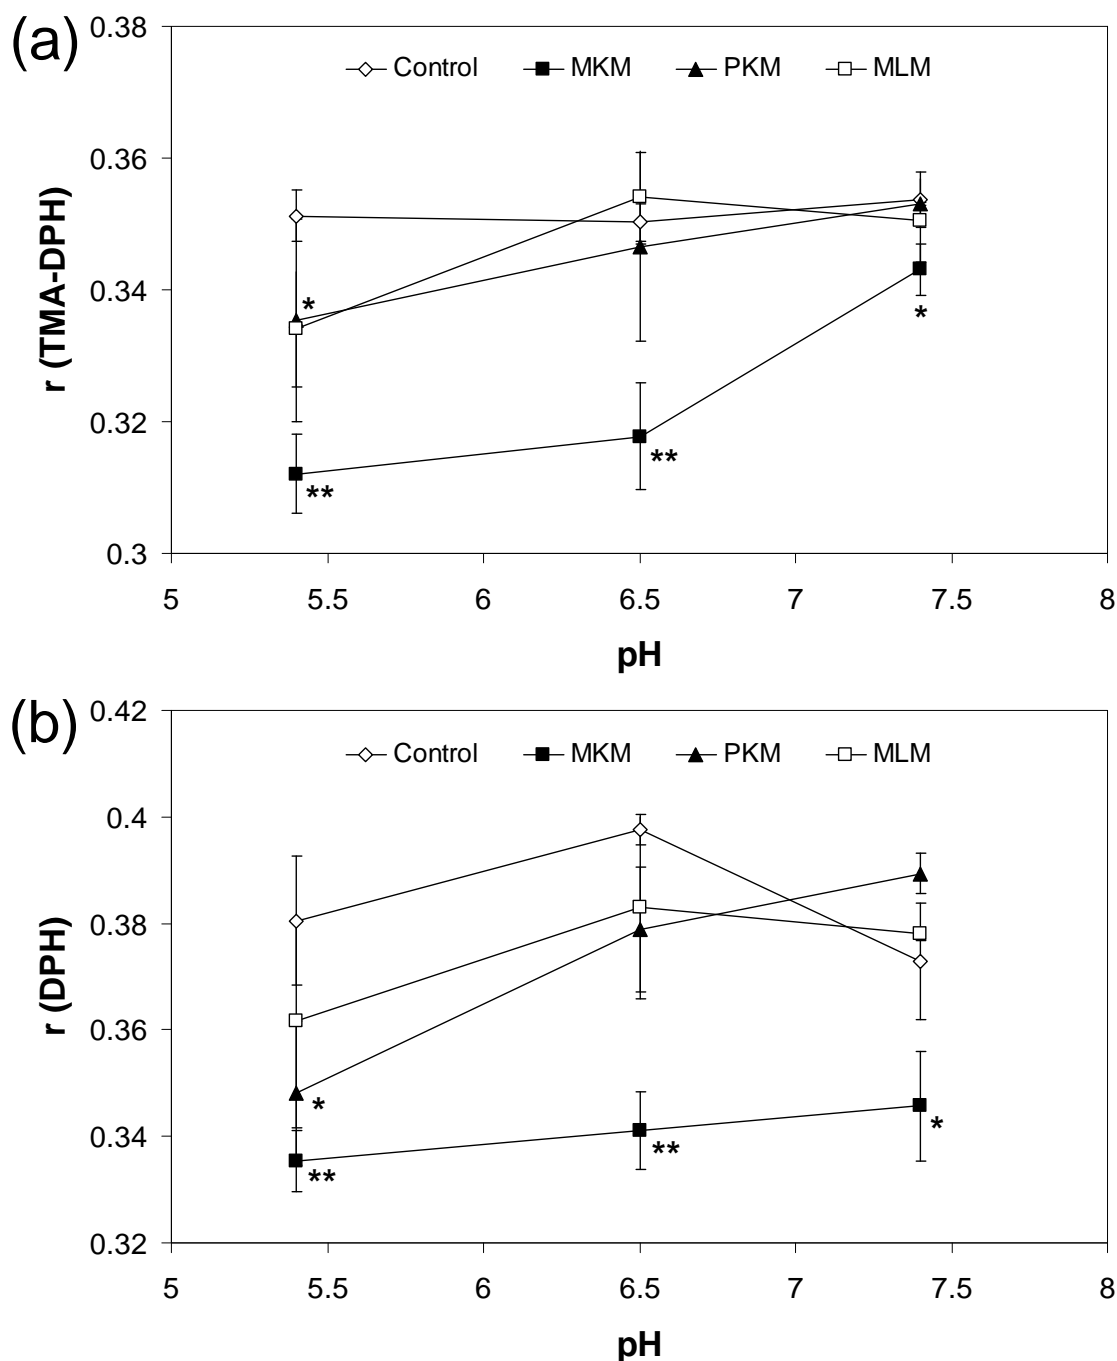 (a)
0.38
Control MKM PKM MLM
0.36
0.34
*
*
0.32
**
**
0.3
5 5.5 6 6.5 7 7.5 8
r (TMA-DPH)
pH
(b)
0.42
Control MKM PKM MLM
0.4
0.38
0.36
*
*
0.34
**
**
0.32
5 5.5 6 6.5 7 7.5 8
r (DPH)
pH